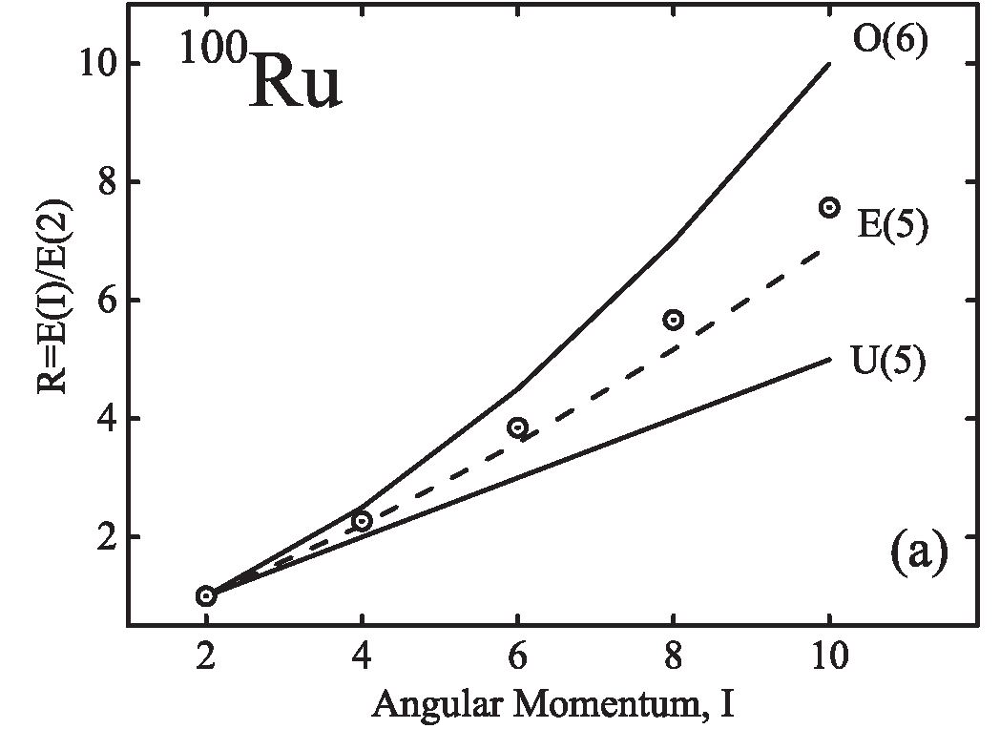 ¹⁰⁰Ru
O(6)
E(5)
U(5)
(a)
R=E(I)/E(2)
10
8
6
4
2
2 4 6 8 10
Angular Momentum, I